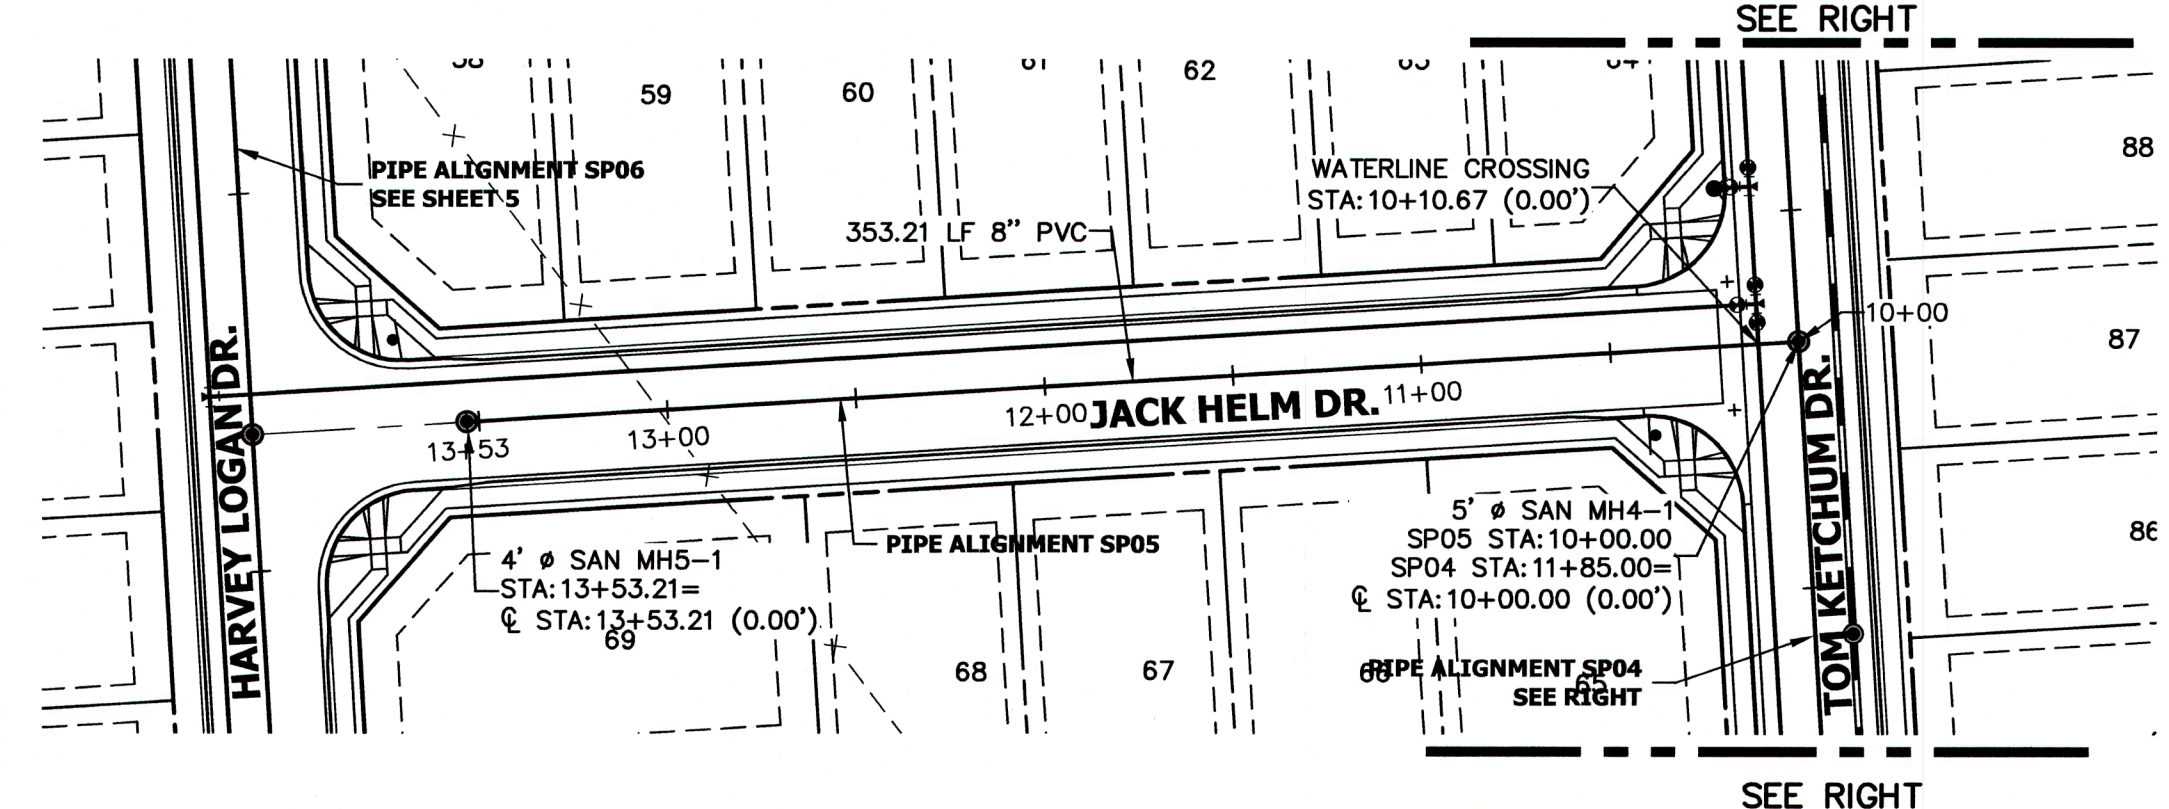 SEE RIGHT
59
60
62
88
PIPE ALIGNMENT SP06
SEE SHEET 5
WATERLINE CROSSING
STA:10+10.67 (0.00')
353.21 LF 8" PVC
10+00
87
HARVEY LOGAN DR.
13+53
13+00
12+00
JACK HELM DR.
11+00
TOM KETCHUM DR.
5' ø SAN MH4-1
SP05 STA:10+00.00
SP04 STA:11+85.00=
℄ STA:10+00.00 (0.00')
86
PIPE ALIGNMENT SP05
4' ø SAN MH5-1
STA:13+53.21=
℄ STA:13+53.21 (0.00')
69
68
67
66
65
PIPE ALIGNMENT SP04
SEE RIGHT
SEE RIGHT